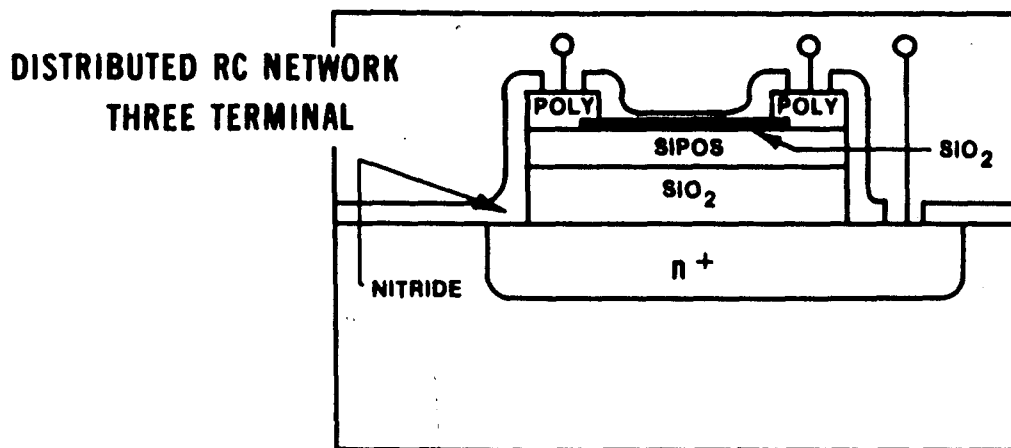 DISTRIBUTED RC NETWORK
THREE TERMINAL
POLY
POLY
SIPOS
SIO2
SIO2
n+
NITRIDE